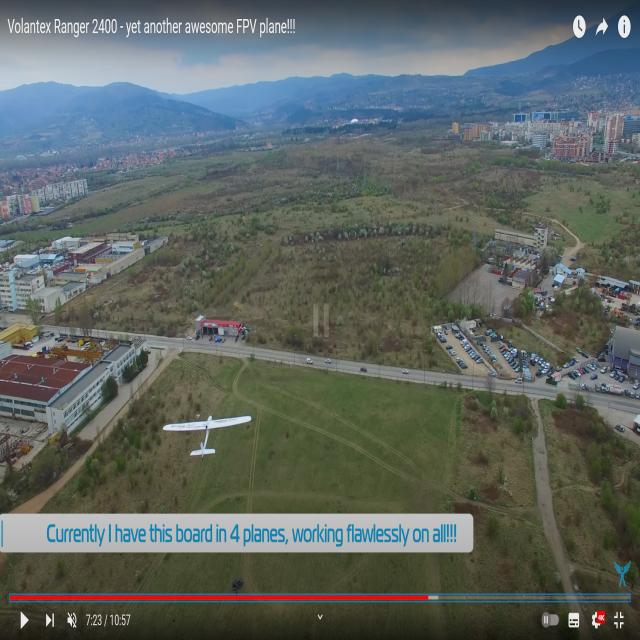 Volantex Ranger 2400 - yet another awesome FPV plane!!!
Currently I have this board in 4 planes, working flawlessly on all!!!
7:23 / 10:57